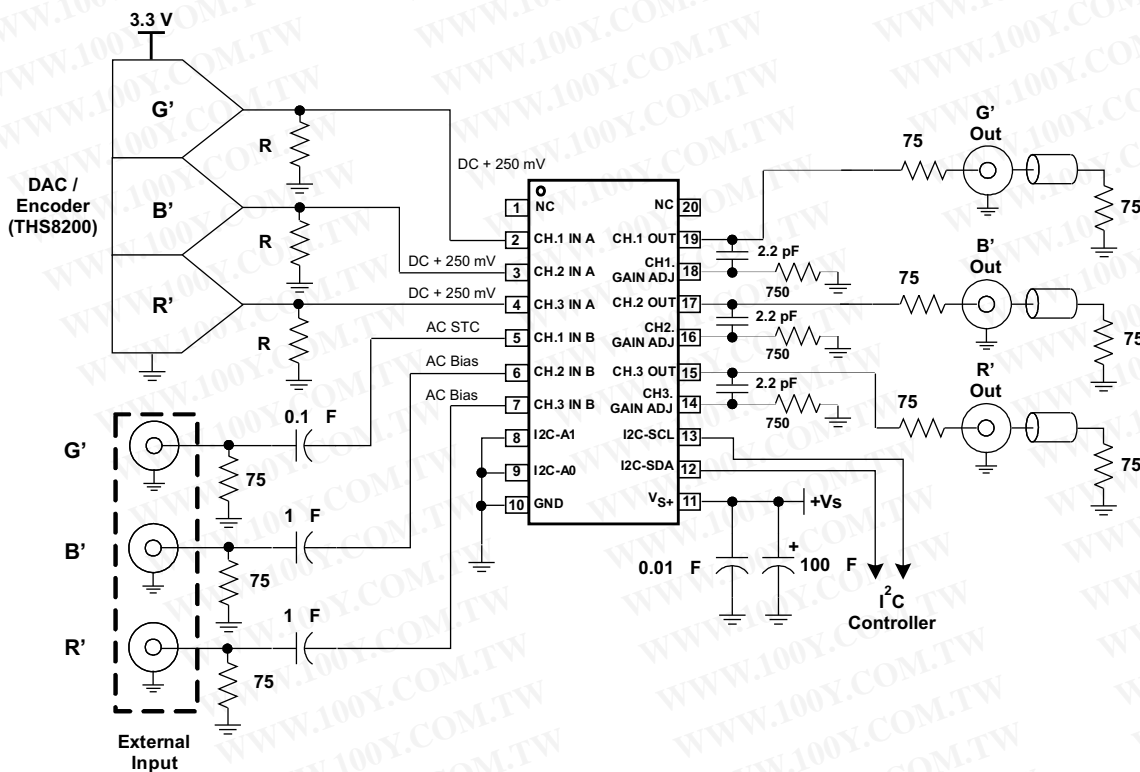 3.3 V
G’
B’
R’
DAC /
Encoder
(THS8200)
R
R
R
DC + 250 mV
DC + 250 mV
DC + 250 mV
AC STC
AC Bias
AC Bias
1 NC
2 CH.1 IN A
3 CH.2 IN A
4 CH.3 IN A
5 CH.1 IN B
6 CH.2 IN B
7 CH.3 IN B
8 I2C-A1
9 I2C-A0
10 GND
NC 20
CH.1 OUT 19
CH1.
GAIN ADJ 18
CH.2 OUT 17
CH2.
GAIN ADJ 16
CH.3 OUT 15
CH3.
GAIN ADJ 14
I2C-SCL 13
I2C-SDA 12
VS+ 11
2.2 pF
750
2.2 pF
750
2.2 pF
750
75
G’
Out
75
75
B’
Out
75
75
R’
Out
75
G’
0.1 F
75
B’
1 F
75
R’
1 F
75
External
Input
+Vs
0.01 F
+
100 F
I2C
Controller
WWW.100Y.COM.TW